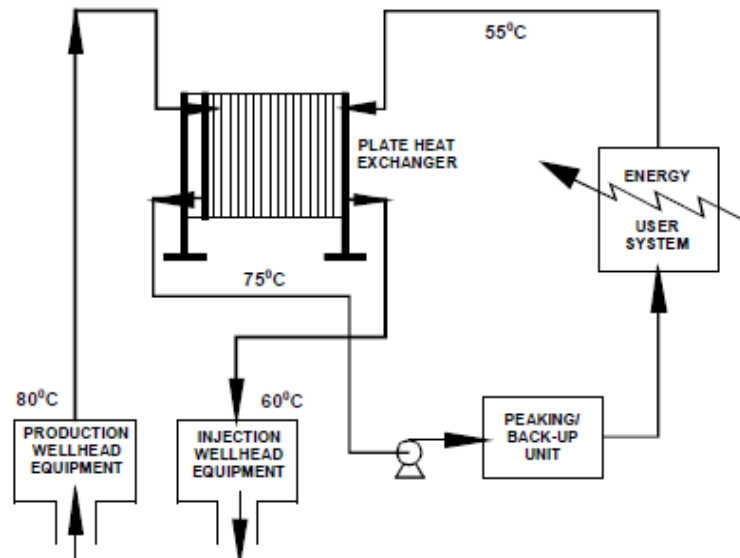 55⁰C
PLATE HEAT
EXCHANGER
ENERGY
USER
SYSTEM
75⁰C
80⁰C
60⁰C
PRODUCTION
WELLHEAD
EQUIPMENT
INJECTION
WELLHEAD
EQUIPMENT
PEAKING/
BACK-UP
UNIT